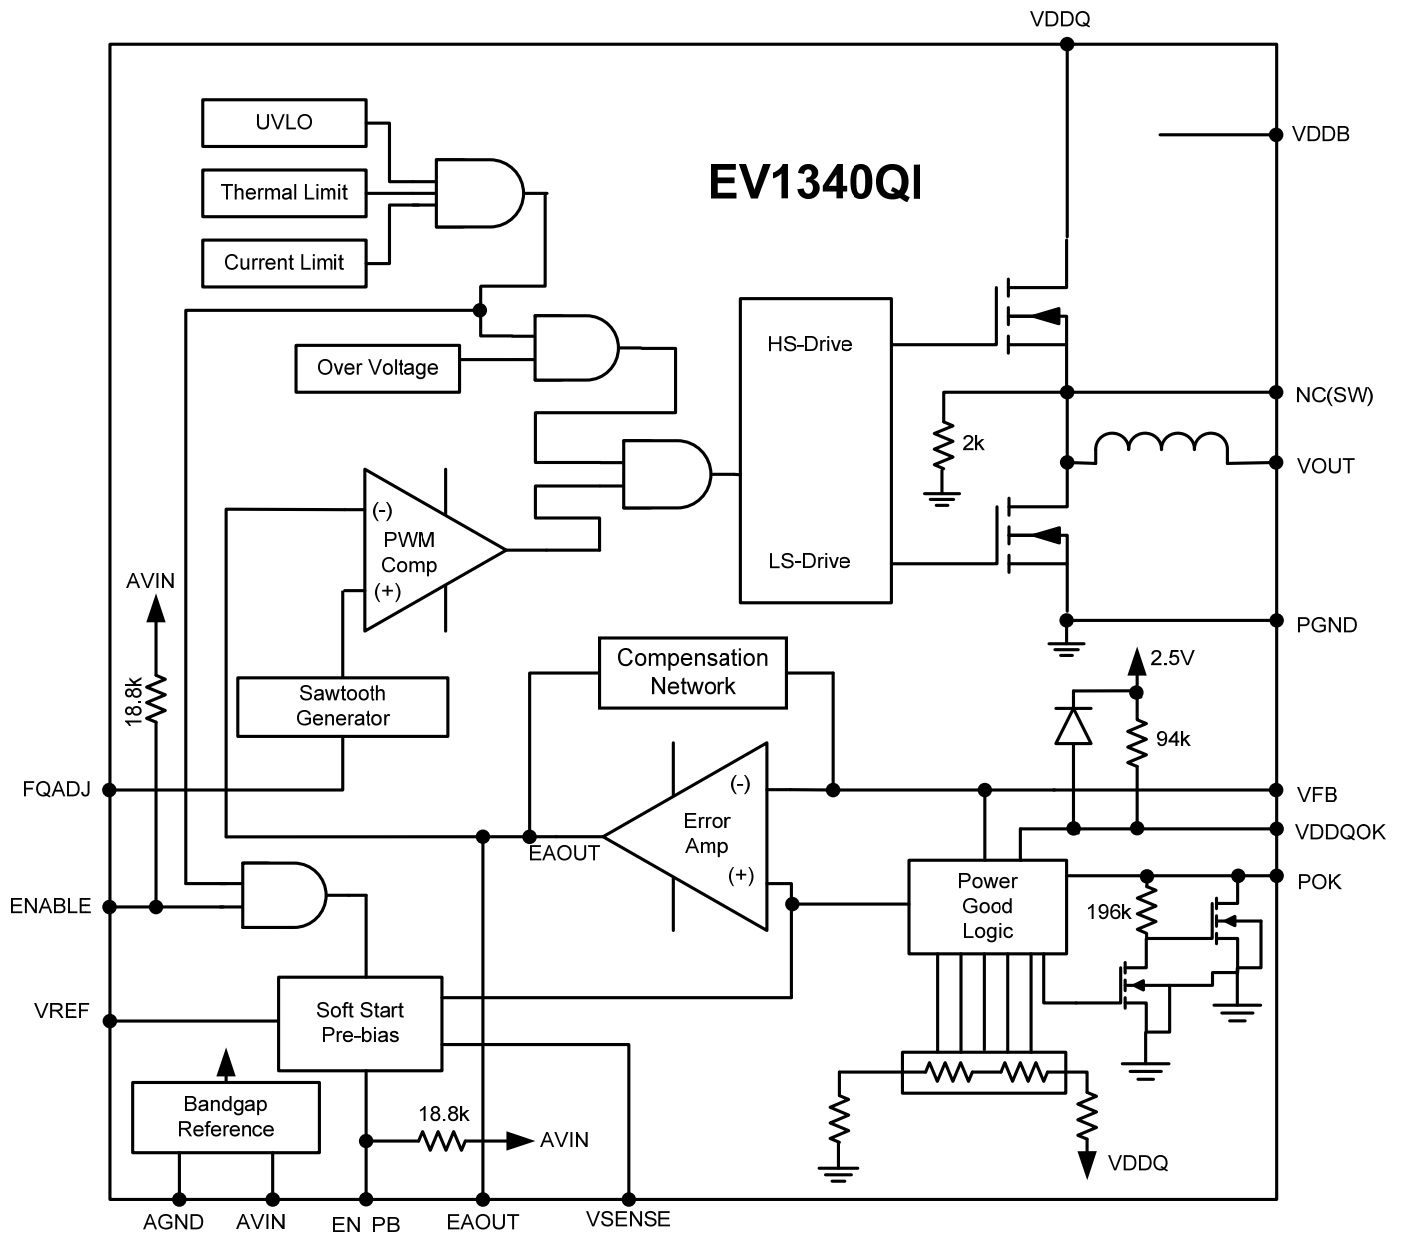 VDDQ
UVLO
VDDB
EV1340QI
Thermal Limit
Current Limit
HS-Drive
Over Voltage
NC(SW)
2k
VOUT
(-)
PWM
Comp
(+)
LS-Drive
AVIN
PGND
18.8k
Compensation
Network
2.5V
Sawtooth
Generator
94k
FQADJ
(-)
VFB
Error
Amp
VDDQOK
EAOUT
(+)
Power
Good
Logic
POK
ENABLE
196k
VREF
Soft Start
Pre-bias
Bandgap
Reference
18.8k
AVIN
VDDQ
AGND
AVIN
EN PB
EAOUT
VSENSE